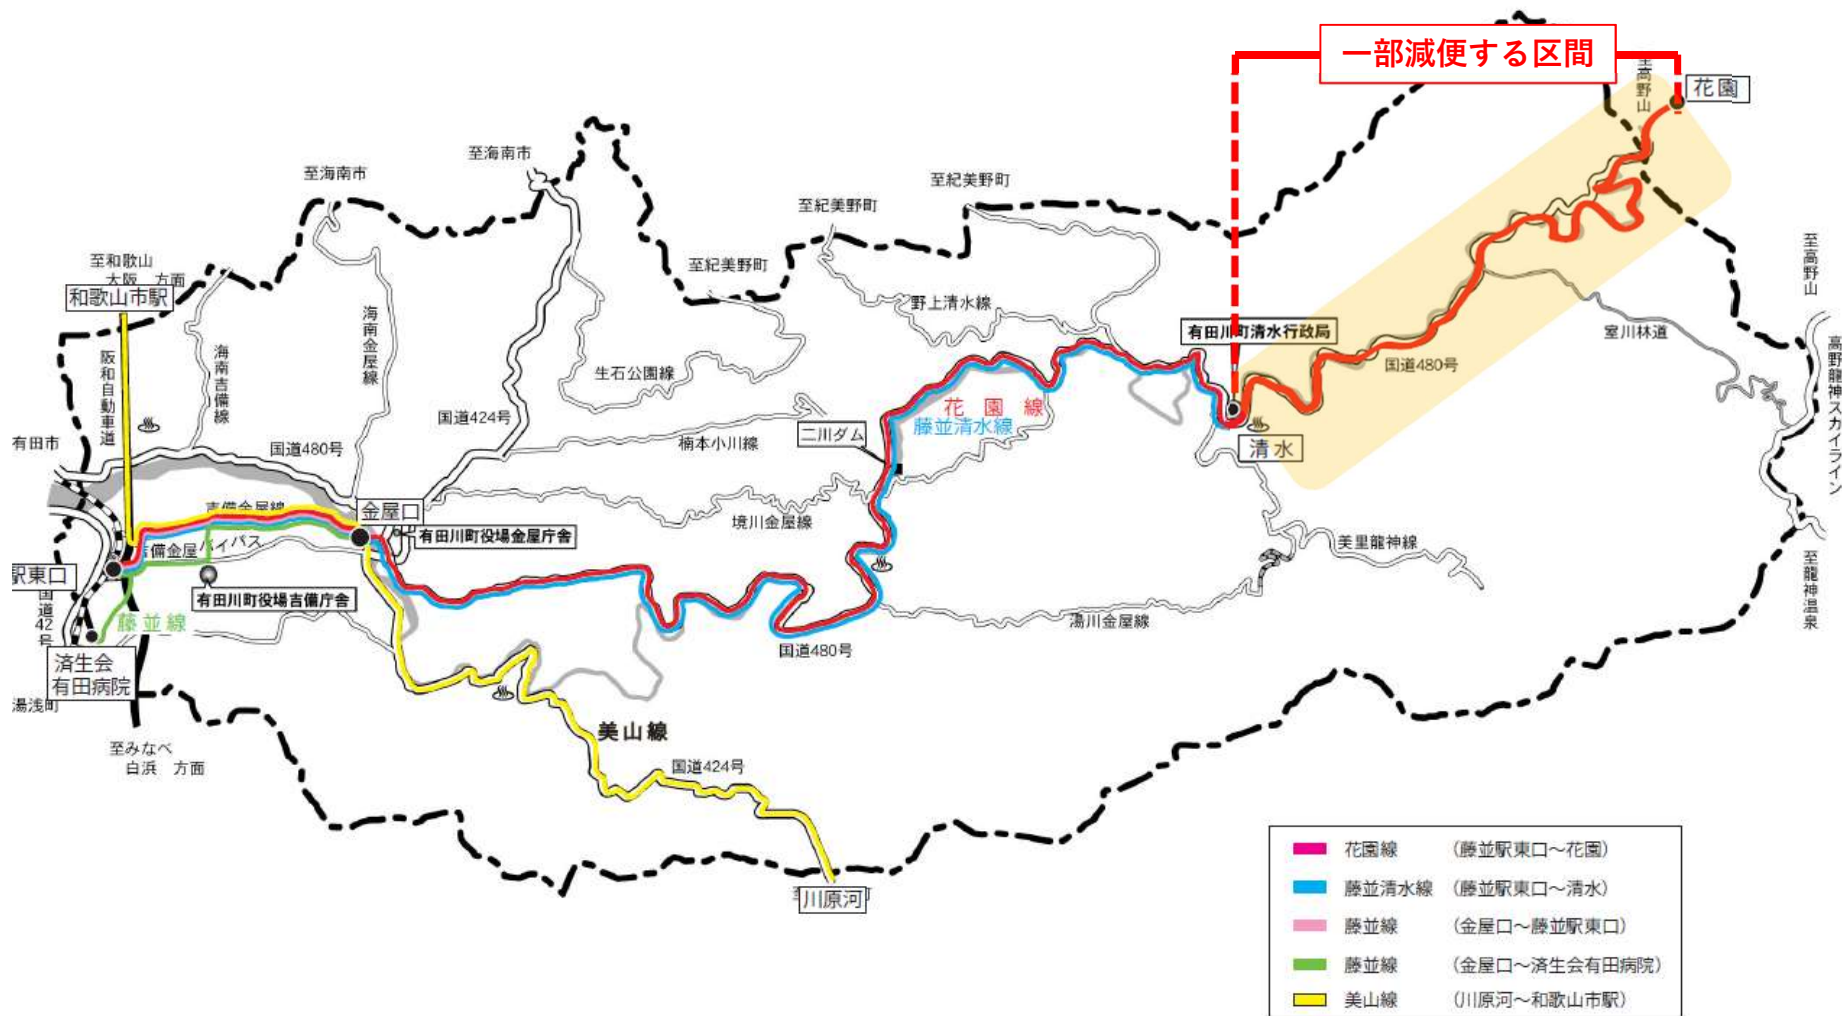 一部減便する区間
至高野山
花園
至海南市
至海南市
至紀美野町
至紀美野町
至紀美野町
至和歌山
大阪 方面
和歌山市駅
阪和自動車道
海南吉備線
海南金屋線
生石公園線
国道424号
野上清水線
有田川町清水行政局
国道480号
室川林道
至高野山
高野龍神スカイライン
至龍神温泉
有田市
国道480号
楠本小川線
二川ダム
花園線
藤並清水線
清水
吉備金屋線
金屋口
有田川町役場金屋庁舎
境川金屋線
美里龍神線
吉備金屋バイパス
駅東口
国道42号
有田川町役場吉備庁舎
藤並線
湯川金屋線
国道480号
済生会
有田病院
湯浅町
至みなべ
白浜 方面
美山線
国道424号
川原河
花園線 (藤並駅東口〜花園)
藤並清水線 (藤並駅東口〜清水)
藤並線 (金屋口〜藤並駅東口)
藤並線 (金屋口〜済生会有田病院)
美山線 (川原河〜和歌山市駅)